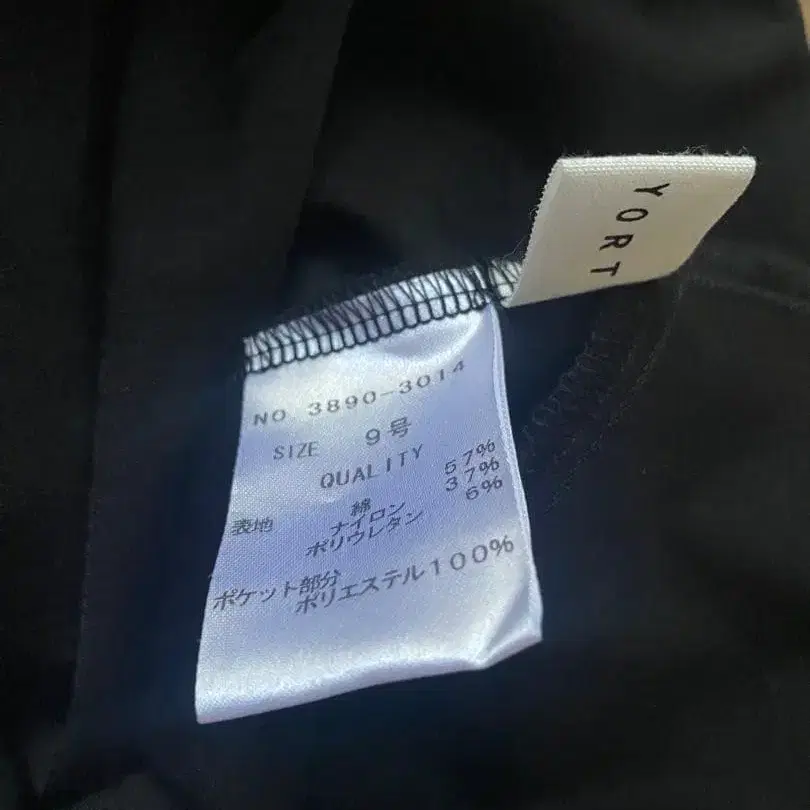 YORT
NO. 3890-3014
SIZE 9号
QUALITY
表地 綿 57%
ナイロン 37%
ポリウレタン 6%
ポケット部分
ポリエステル100%